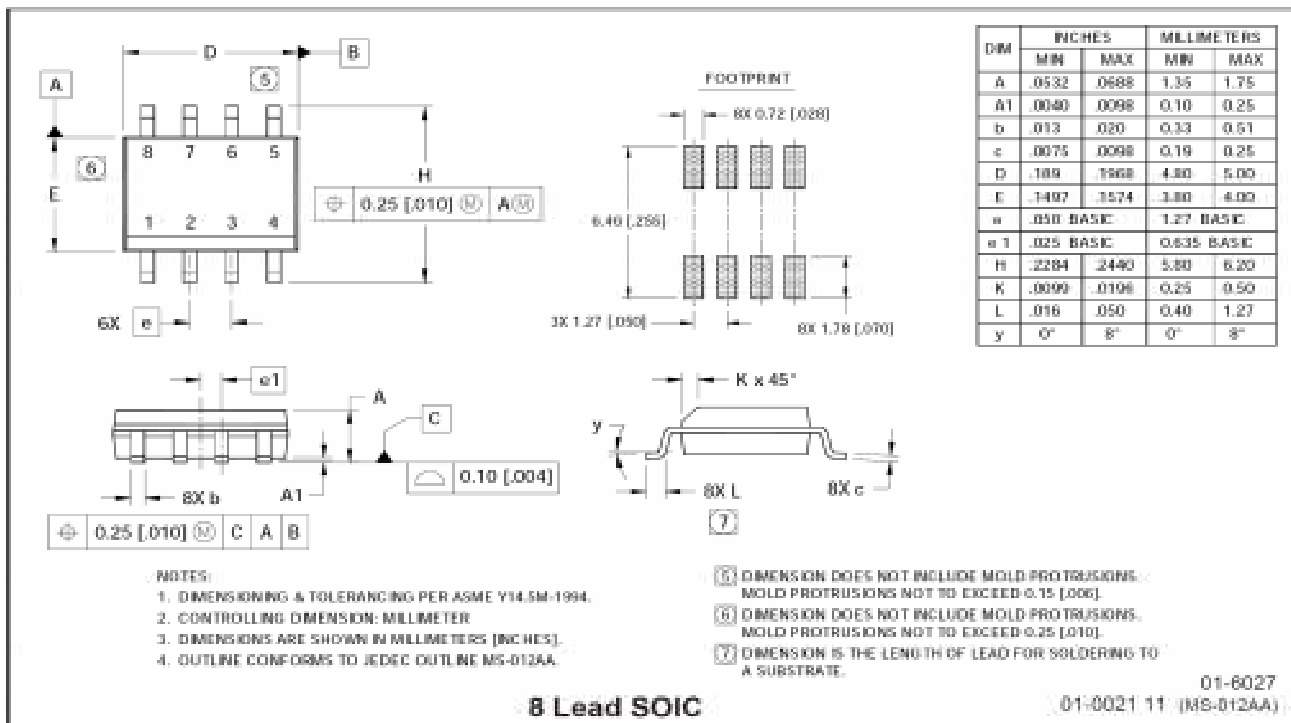 D
B
A
5
6
8 7 6 5
E
H
⌖ 0.25 [.010] Ⓜ A Ⓜ
1 2 3 4
6X e
FOOTPRINT
8X 0.72 [.028]
6.46 [.255]
3X 1.27 [.050]
8X 1.78 [.070]
DIM INCHES MILLIMETERS
MIN MAX MIN MAX
A .0532 .0688 1.35 1.75
A1 .0040 .0098 0.10 0.25
b .013 .020 0.33 0.51
c .0075 .0098 0.19 0.25
D .189 .1968 4.80 5.00
E .1497 .1574 3.80 4.00
e .050 BASIC 1.27 BASIC
e 1 .025 BASIC 0.635 BASIC
H .2284 .2440 5.80 6.20
K .0099 .0196 0.25 0.50
L .016 .050 0.40 1.27
y 0° 8° 0° 8°
e1
A
C
0.10 [.004]
8X b
A1
⌖ 0.25 [.010] Ⓜ C A B
K x 45°
y
8X L
7
8X c
NOTES:
1. DIMENSIONING & TOLERANCING PER ASME Y14.5M-1994.
2. CONTROLLING DIMENSION: MILLIMETER
3. DIMENSIONS ARE SHOWN IN MILLIMETERS [INCHES].
4. OUTLINE CONFORMS TO JEDEC OUTLINE MS-012AA.
5 DIMENSION DOES NOT INCLUDE MOLD PROTRUSIONS.
MOLD PROTRUSIONS NOT TO EXCEED 0.15 [.006].
6 DIMENSION DOES NOT INCLUDE MOLD PROTRUSIONS.
MOLD PROTRUSIONS NOT TO EXCEED 0.25 [.010].
7 DIMENSION IS THE LENGTH OF LEAD FOR SOLDERING TO
A SUBSTRATE.
8 Lead SOIC
01-6027
01-0021 11 (MS-012AA)